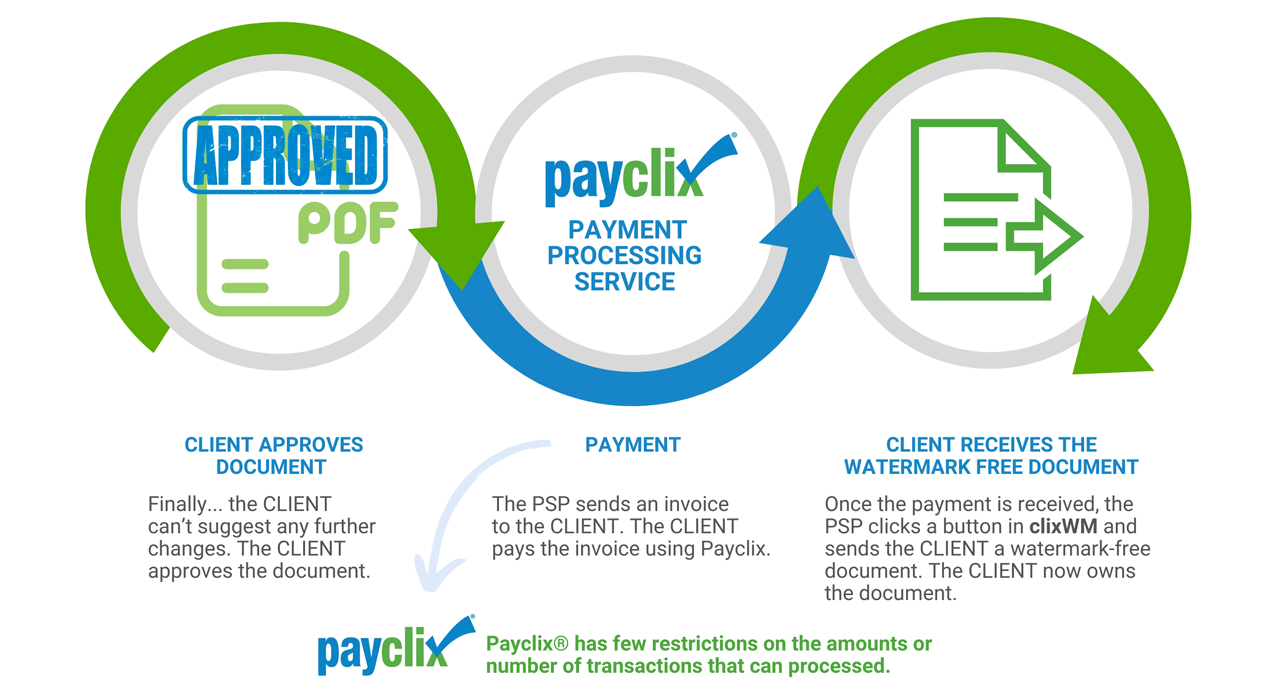 APPROVED
PDF
payclix®
PAYMENT
PROCESSING
SERVICE
CLIENT APPROVES
DOCUMENT
Finally... the CLIENT
can't suggest any further
changes. The CLIENT
approves the document.
PAYMENT
The PSP sends an invoice
to the CLIENT. The CLIENT
pays the invoice using Payclix.
CLIENT RECEIVES THE
WATERMARK FREE DOCUMENT
Once the payment is received, the
PSP clicks a button in clixWM and
sends the CLIENT a watermark-free
document. The CLIENT now owns
the document.
payclix®
Payclix® has few restrictions on the amounts or
number of transactions that can processed.